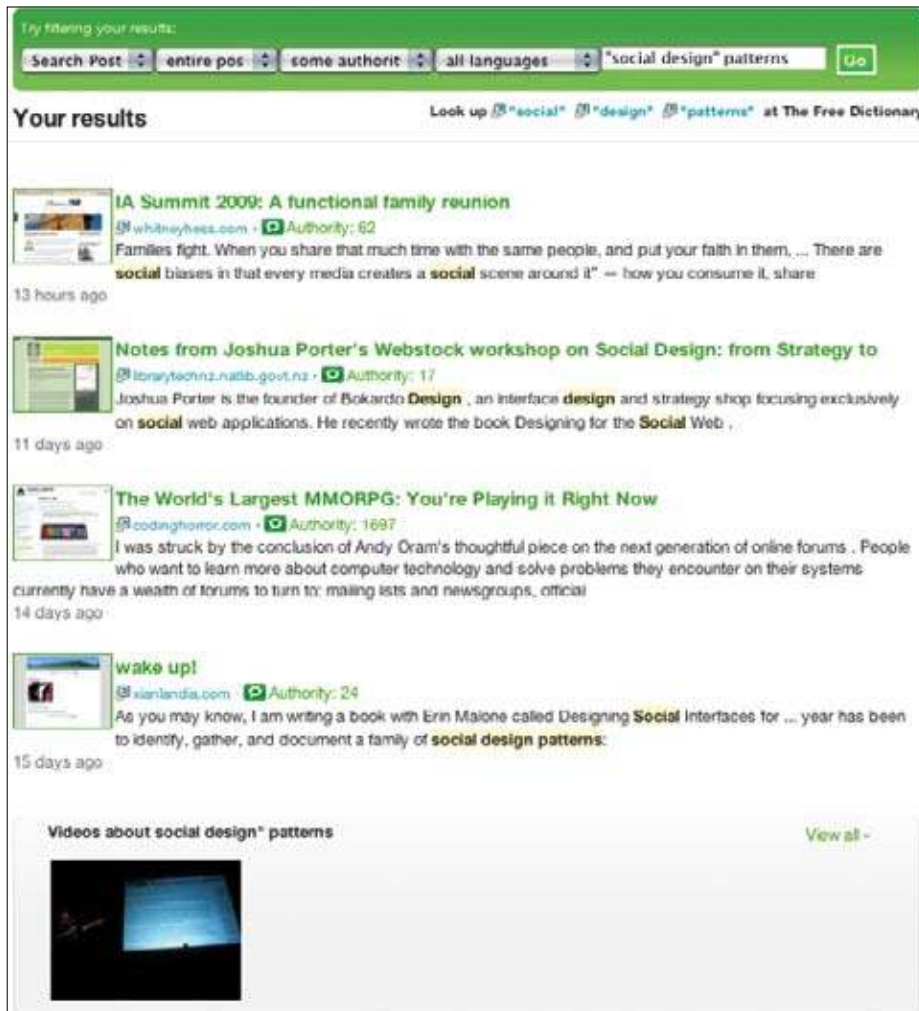 Try filtering your results:
Search Post entire pos some authorit all languages "social design" patterns Go
Your results
Look up "social" "design" "patterns" at The Free Dictionary
IA Summit 2009: A functional family reunion
whitneyhess.com · Authority: 62
Families fight. When you share that much time with the same people, and put your faith in them, ... There are
social biases in that every media creates a social scene around it" — how you consume it, share
13 hours ago
Notes from Joshua Porter's Webstock workshop on Social Design: from Strategy to
librarytechnz.natlib.govt.nz · Authority: 17
Joshua Porter is the founder of Bokardo Design , an interface design and strategy shop focusing exclusively
on social web applications. He recently wrote the book Designing for the Social Web .
11 days ago
The World's Largest MMORPG: You're Playing it Right Now
codinghorror.com · Authority: 1697
I was struck by the conclusion of Andy Oram's thoughtful piece on the next generation of online forums . People
who want to learn more about computer technology and solve problems they encounter on their systems
currently have a wealth of forums to turn to: mailing lists and newsgroups, official
14 days ago
wake up!
xianlandia.com · Authority: 24
As you may know, I am writing a book with Erin Malone called Designing Social Interfaces for ... year has been
to identify, gather, and document a family of social design patterns:
15 days ago
Videos about social design" patterns
View all »